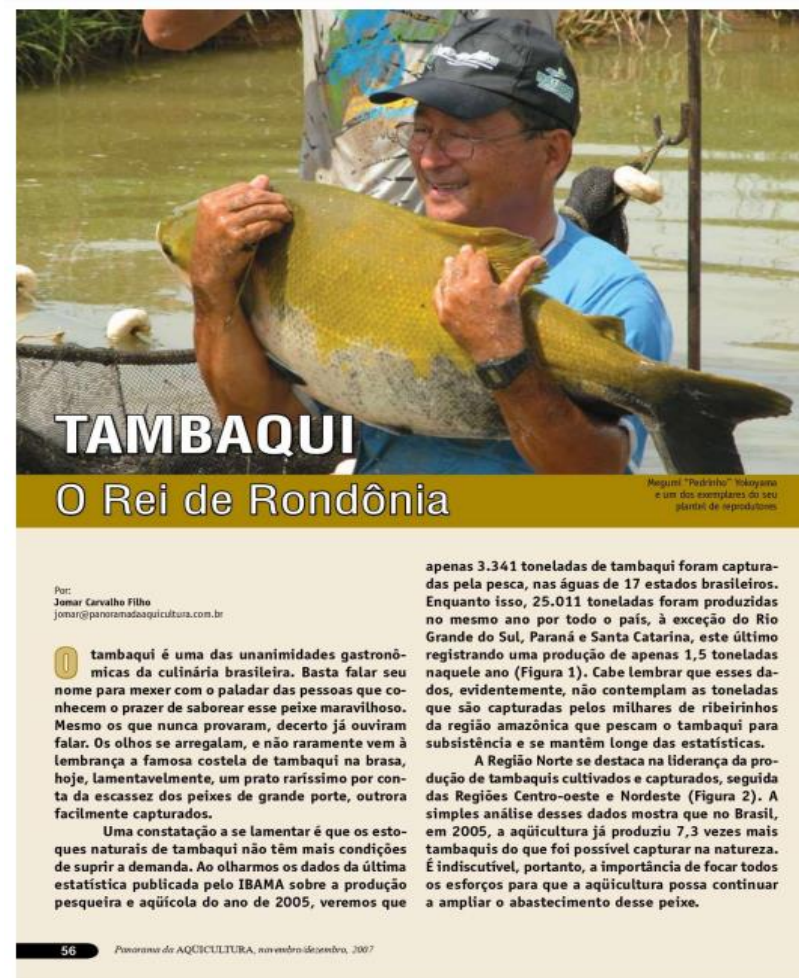 TAMBAQUI
O Rei de Rondônia
Megumi "Pedrinho" Yokoyama
e um dos exemplares do seu
plantel de reprodutores
Por:
Jomar Carvalho Filho
jomar@panoramadaaquicultura.com.br
O tambaqui é uma das unanimidades gastronô-
micas da culinária brasileira. Basta falar seu
nome para mexer com o paladar das pessoas que co-
nhecem o prazer de saborear esse peixe maravilhoso.
Mesmo os que nunca provaram, decerto já ouviram
falar. Os olhos se arregalam, e não raramente vem à
lembrança a famosa costela de tambaqui na brasa,
hoje, lamentavelmente, um prato raríssimo por con-
ta da escassez dos peixes de grande porte, outrora
facilmente capturados.
Uma constatação a se lamentar é que os esto-
ques naturais de tambaqui não têm mais condições
de suprir a demanda. Ao olharmos os dados da última
estatística publicada pelo IBAMA sobre a produção
pesqueira e aqüícola do ano de 2005, veremos que
apenas 3.341 toneladas de tambaqui foram captura-
das pela pesca, nas águas de 17 estados brasileiros.
Enquanto isso, 25.011 toneladas foram produzidas
no mesmo ano por todo o país, à exceção do Rio
Grande do Sul, Paraná e Santa Catarina, este último
registrando uma produção de apenas 1,5 toneladas
naquele ano (Figura 1). Cabe lembrar que esses da-
dos, evidentemente, não contemplam as toneladas
que são capturadas pelos milhares de ribeirinhos
da região amazônica que pescam o tambaqui para
subsistência e se mantêm longe das estatísticas.
A Região Norte se destaca na liderança da pro-
dução de tambaquis cultivados e capturados, seguida
das Regiões Centro-oeste e Nordeste (Figura 2). A
simples análise desses dados mostra que no Brasil,
em 2005, a aqüicultura já produziu 7,3 vezes mais
tambaquis do que foi possível capturar na natureza.
É indiscutível, portanto, a importância de focar todos
os esforços para que a aqüicultura possa continuar
a ampliar o abastecimento desse peixe.
56
Panorama da AQÜICULTURA, novembro/dezembro, 2007